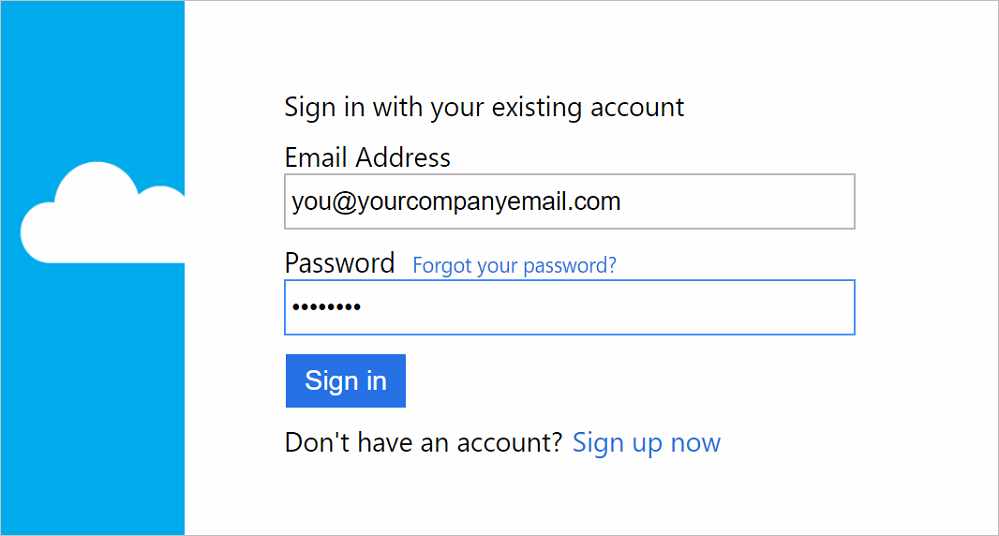 Sign in with your existing account
Email Address
you@yourcompanyemail.com
Password Forgot your password?
••••••••
Sign in
Don't have an account? Sign up now